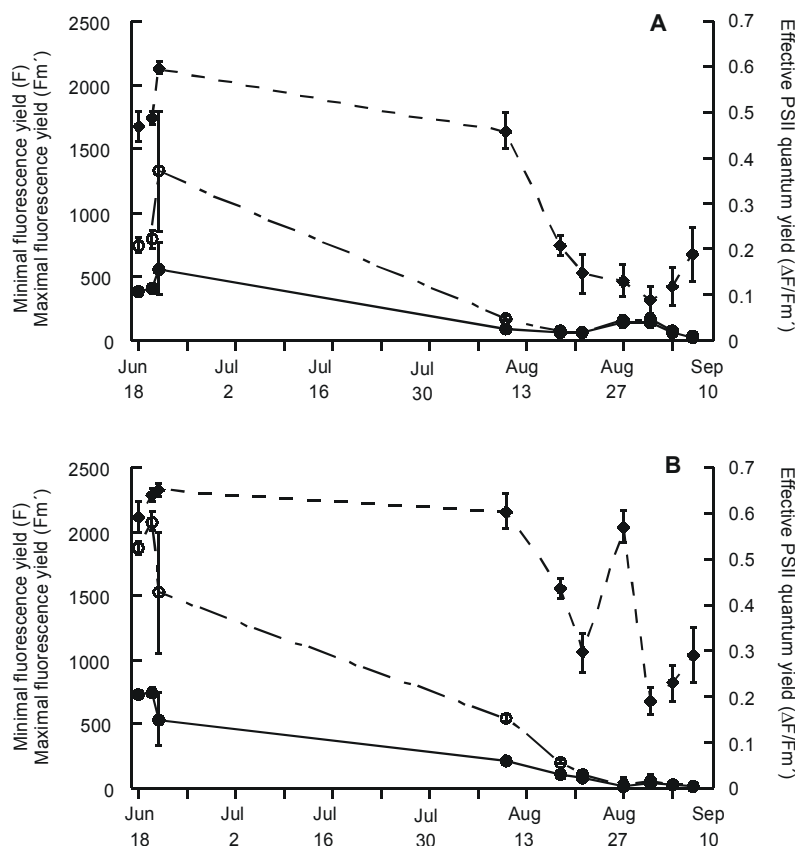 A
Minimal fluorescence yield (F)
Maximal fluorescence yield (Fm´)
2500
2000
1500
1000
500
0
0.7
0.6
0.5
0.4
0.3
0.2
0.1
0
Effective PSII quantum yield (ΔF/Fm´)
Jun Jul Jul Jul Aug Aug Sep
18 2 16 30 13 27 10
B
Minimal fluorescence yield (F)
Maximal fluorescence yield (Fm´)
2500
2000
1500
1000
500
0
0.7
0.6
0.5
0.4
0.3
0.2
0.1
0
Effective PSII quantum yield (ΔF/Fm´)
Jun Jul Jul Jul Aug Aug Sep
18 2 16 30 13 27 10